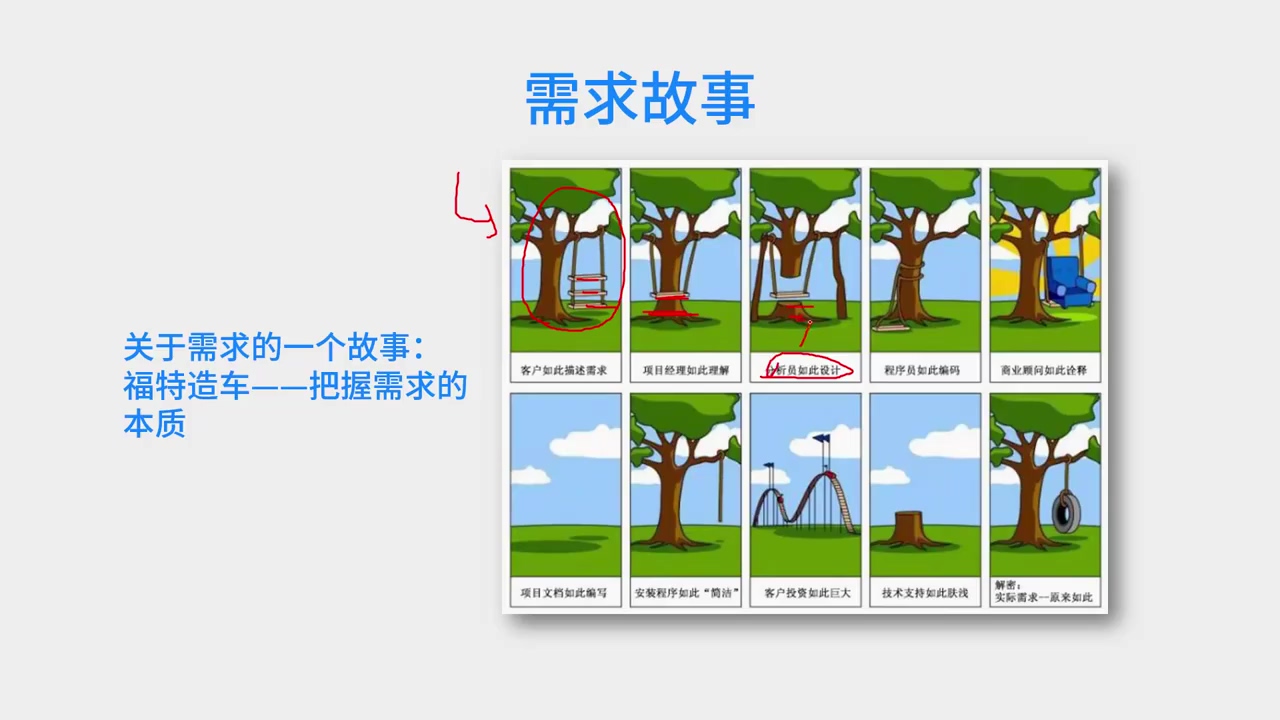 需求故事
关于需求的一个故事：
福特造车——把握需求的
本质
客户如此描述需求
项目经理如此理解
分析员如此设计
程序员如此编码
商业顾问如此诠释
项目文档如此编写
安装程序如此“简洁”
客户投资如此巨大
技术支持如此肤浅
解密：
实际需求--原来如此